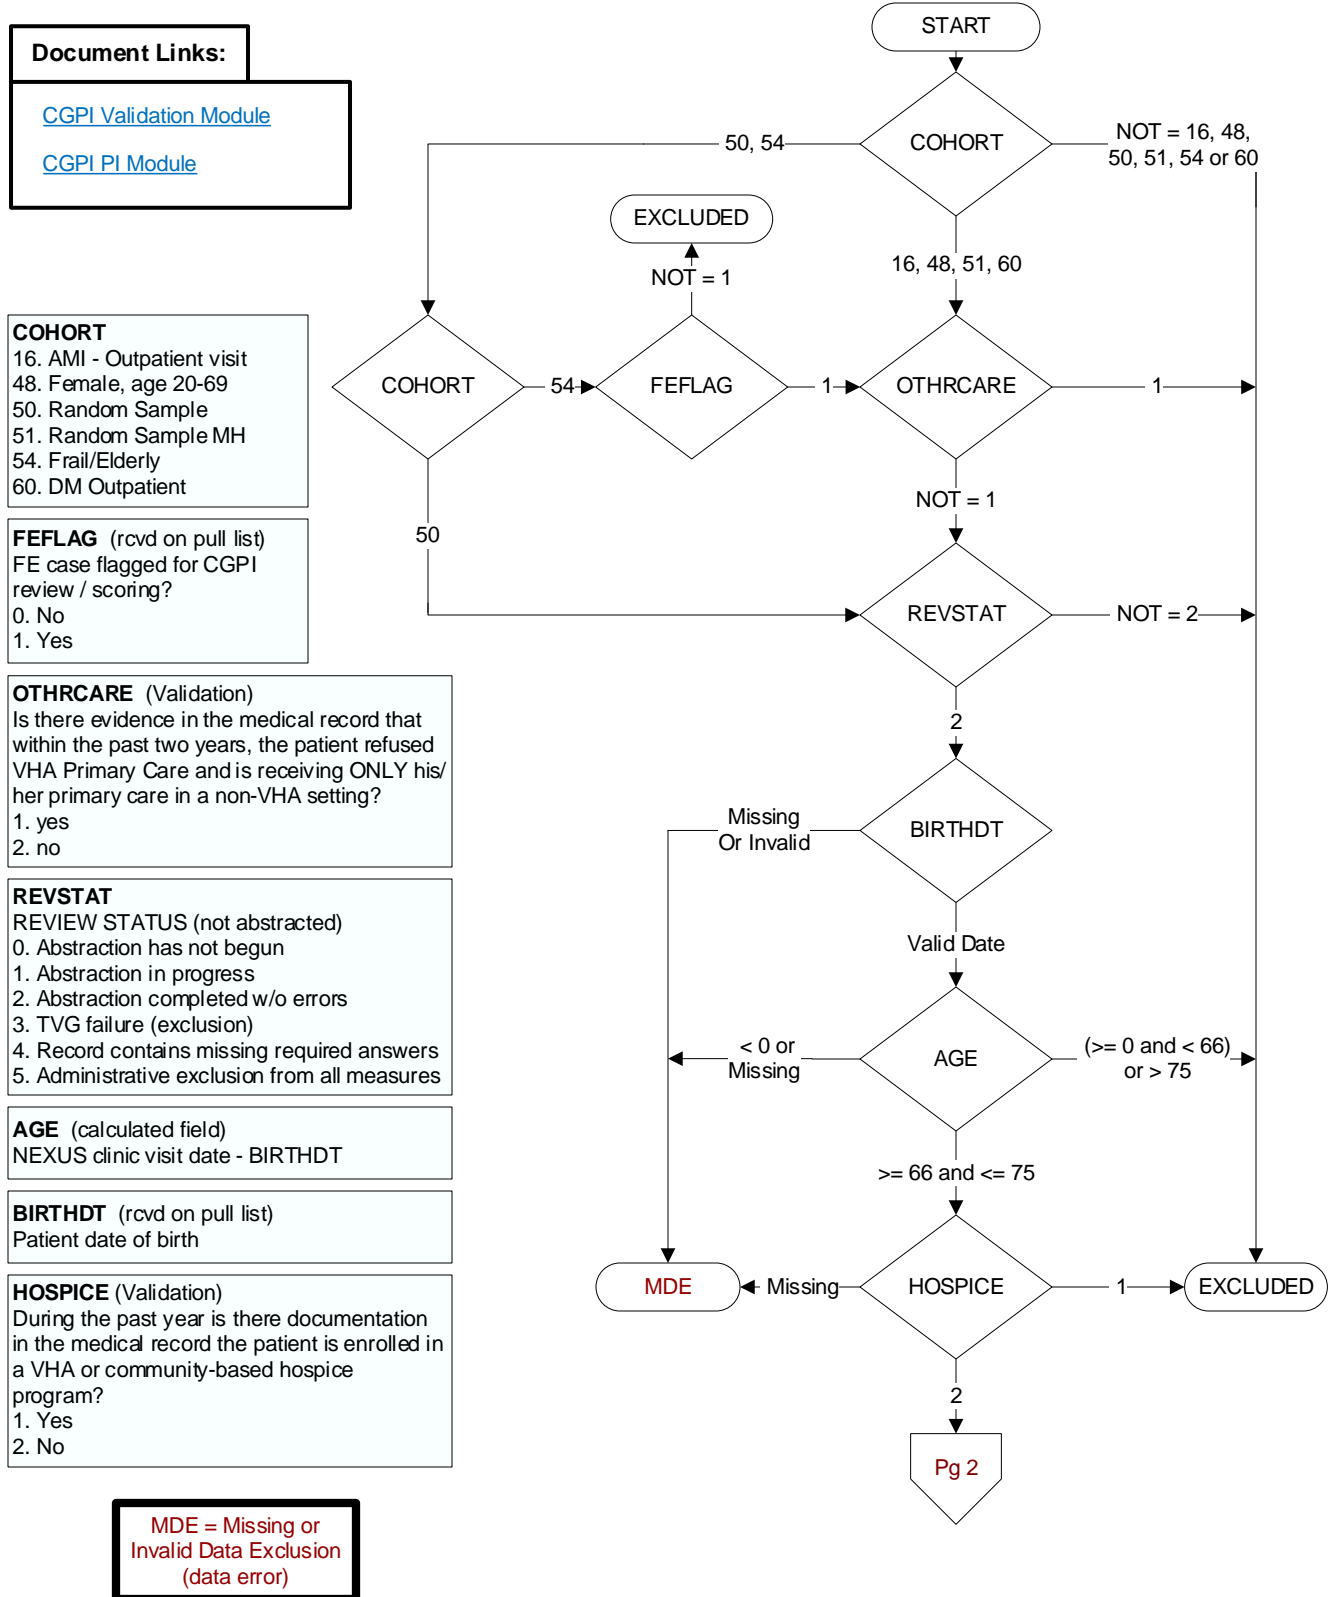 Document Links:
CGPI Validation Module
CGPI PI Module
START
COHORT
50, 54
NOT = 16, 48,
50, 51, 54 or 60
EXCLUDED
NOT = 1
16, 48, 51, 60
COHORT
54
FEFLAG
1
OTHRCARE
1
NOT = 1
50
REVSTAT
NOT = 2
2
Missing
Or Invalid
BIRTHDT
Valid Date
< 0 or
Missing
AGE
(>= 0 and < 66)
or > 75
>= 66 and <= 75
MDE
Missing
HOSPICE
1
EXCLUDED
2
Pg 2
COHORT
16. AMI - Outpatient visit
48. Female, age 20-69
50. Random Sample
51. Random Sample MH
54. Frail/Elderly
60. DM Outpatient
FEFLAG (rcvd on pull list)
FE case flagged for CGPI
review / scoring?
0. No
1. Yes
OTHRCARE (Validation)
Is there evidence in the medical record that
within the past two years, the patient refused
VHA Primary Care and is receiving ONLY his/
her primary care in a non-VHA setting?
1. yes
2. no
REVSTAT
REVIEW STATUS (not abstracted)
0. Abstraction has not begun
1. Abstraction in progress
2. Abstraction completed w/o errors
3. TVG failure (exclusion)
4. Record contains missing required answers
5. Administrative exclusion from all measures
AGE (calculated field)
NEXUS clinic visit date - BIRTHDT
BIRTHDT (rcvd on pull list)
Patient date of birth
HOSPICE (Validation)
During the past year is there documentation
in the medical record the patient is enrolled in
a VHA or community-based hospice
program?
1. Yes
2. No
MDE = Missing or
Invalid Data Exclusion
(data error)